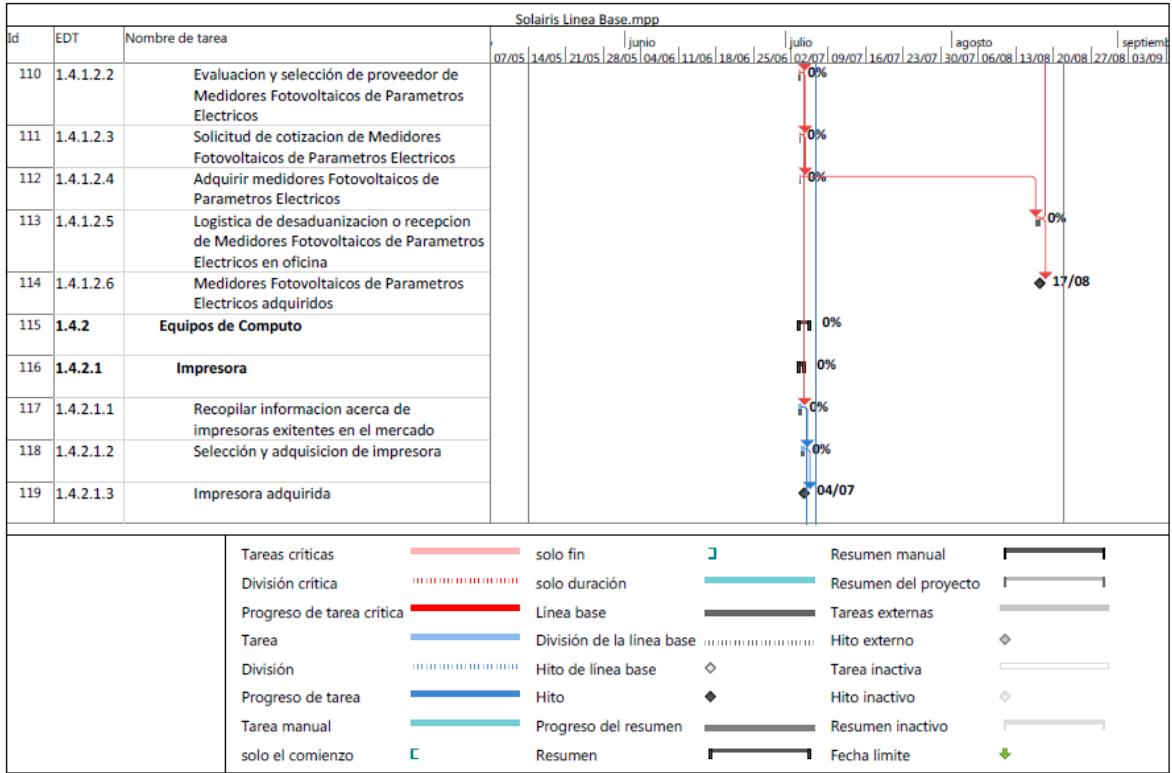 Solairis Linea Base.mpp
Id EDT Nombre de tarea junio julio agosto septiemb
07/05 14/05 21/05 28/05 04/06 11/06 18/06 25/06 02/07 09/07 16/07 23/07 30/07 06/08 13/08 20/08 27/08 03/09
110 1.4.1.2.2 Evaluacion y selección de proveedor de 0%
Medidores Fotovoltaicos de Parametros
Electricos
111 1.4.1.2.3 Solicitud de cotizacion de Medidores 0%
Fotovoltaicos de Parametros Electricos
112 1.4.1.2.4 Adquirir medidores Fotovoltaicos de 0%
Parametros Electricos
113 1.4.1.2.5 Logistica de desaduanizacion o recepcion 0%
de Medidores Fotovoltaicos de Parametros
Electricos en oficina
114 1.4.1.2.6 Medidores Fotovoltaicos de Parametros 17/08
Electricos adquiridos
115 1.4.2 Equipos de Computo 0%
116 1.4.2.1 Impresora 0%
117 1.4.2.1.1 Recopilar informacion acerca de 0%
impresoras exitentes en el mercado
118 1.4.2.1.2 Selección y adquisicion de impresora 0%
119 1.4.2.1.3 Impresora adquirida 04/07
Tareas críticas solo fin Resumen manual
División crítica solo duración Resumen del proyecto
Progreso de tarea crítica Línea base Tareas externas
Tarea División de la línea base Hito externo
División Hito de línea base Tarea inactiva
Progreso de tarea Hito Hito inactivo
Tarea manual Progreso del resumen Resumen inactivo
solo el comienzo Resumen Fecha límite